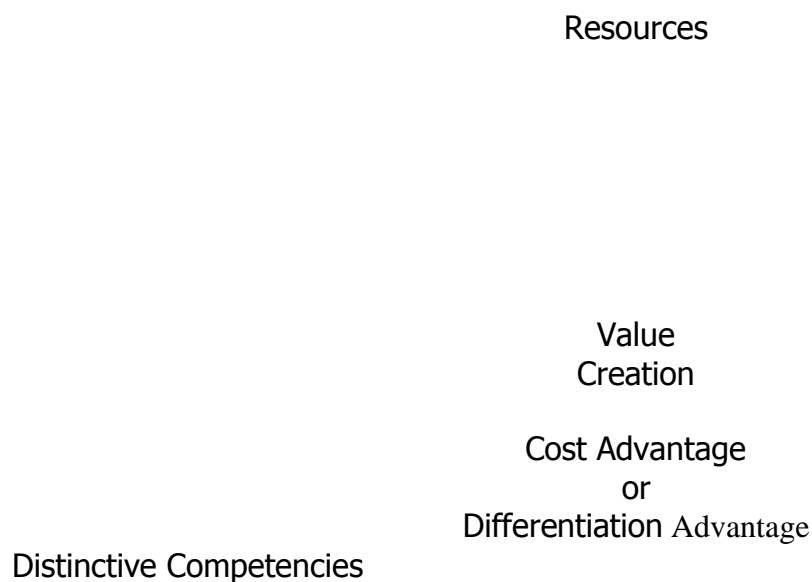 Resources
Value
Creation
Cost Advantage
or
Differentiation Advantage
Distinctive Competencies